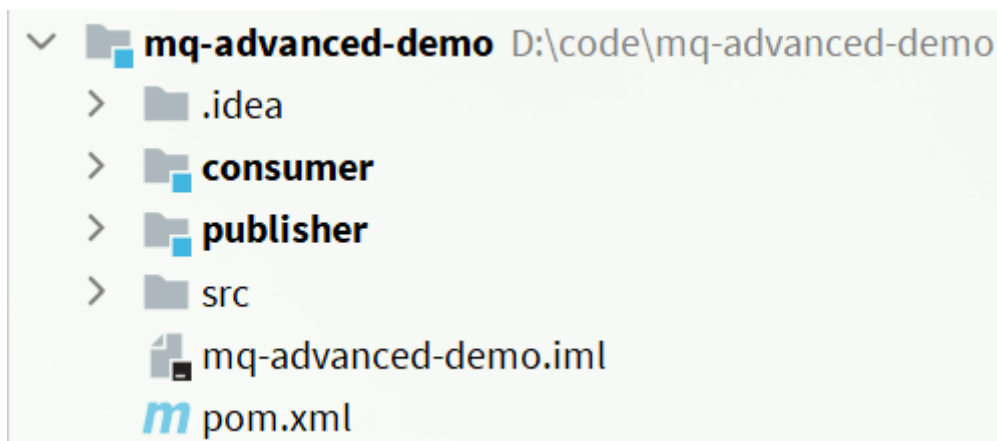 mq-advanced-demo D:\code\mq-advanced-demo
.idea
consumer
publisher
src
mq-advanced-demo.iml
pom.xml